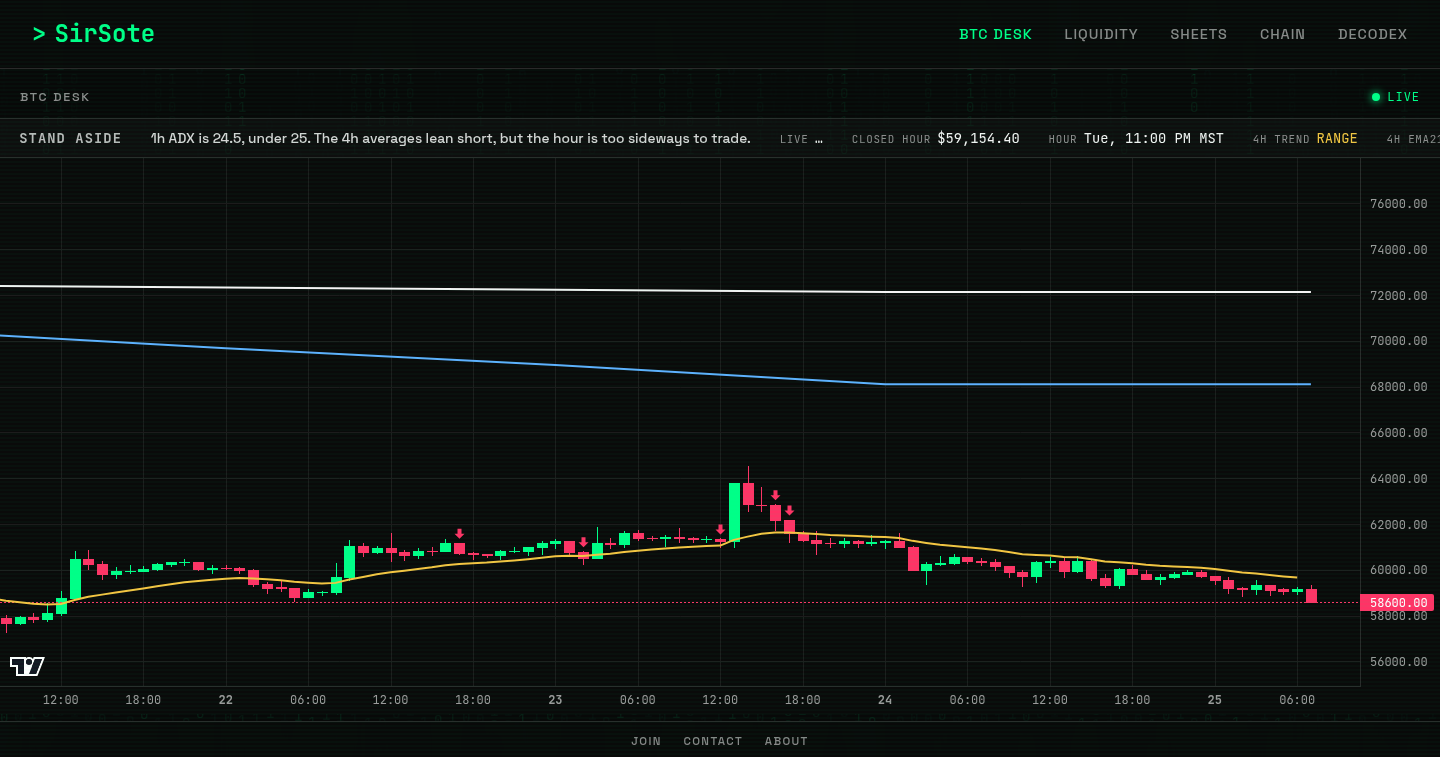 > SirSote
BTC DESK LIQUIDITY SHEETS CHAIN DECODEX
BTC DESK
LIVE
STAND ASIDE 1h ADX is 24.5, under 25. The 4h averages lean short, but the hour is too sideways to trade. LIVE … CLOSED HOUR $59,154.40 HOUR Tue, 11:00 PM MST 4H TREND RANGE 4H EMA21
76000.00
74000.00
72000.00
70000.00
68000.00
66000.00
64000.00
62000.00
60000.00
58600.00
58000.00
56000.00
12:00 18:00 22 06:00 12:00 18:00 23 06:00 12:00 18:00 24 06:00 12:00 18:00 25 06:00
JOIN CONTACT ABOUT